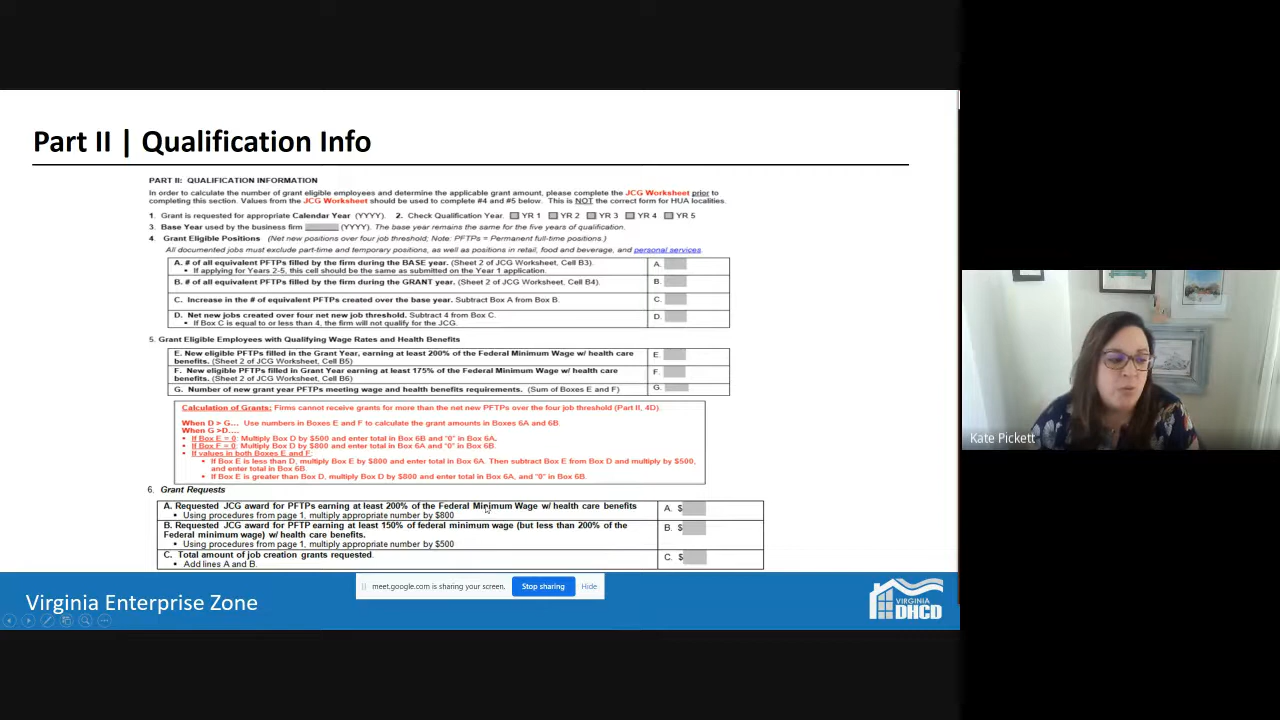 Part II | Qualification Info
PART II: QUALIFICATION INFORMATION
In order to calculate the number of grant eligible employees and determine the applicable grant amount, please complete the JCG Worksheet prior to
completing this section. Values from the JCG Worksheet should be used to complete #4 and #5 below. This is NOT the correct form for HUA localities.
1. Grant is requested for appropriate Calendar Year (YYYY). 2. Check Qualification Year. YR 1 YR 2 YR 3 YR 4 YR 5
3. Base Year used by the business firm (YYYY). The base year remains the same for the five years of qualification.
4. Grant Eligible Positions (Net new positions over four job threshold; Note: PFTPs = Permanent full-time positions.)
All documented jobs must exclude part-time and temporary positions, as well as positions in retail, food and beverage, and personal services.
A. # of all equivalent PFTPs filled by the firm during the BASE year. (Sheet 2 of JCG Worksheet, Cell B3). A.
• If applying for Years 2-5, this cell should be the same as submitted on the Year 1 application.
B. # of all equivalent PFTPs filled by the firm during the GRANT year. (Sheet 2 of JCG Worksheet, Cell B4). B.
C. Increase in the # of equivalent PFTPs created over the base year. Subtract Box A from Box B. C.
D. Net new jobs created over four net new job threshold. Subtract 4 from Box C. D.
• If Box C is equal to or less than 4, the firm will not qualify for the JCG.
5. Grant Eligible Employees with Qualifying Wage Rates and Health Benefits
E. New eligible PFTPs filled in the Grant Year, earning at least 200% of the Federal Minimum Wage w/ health care E.
benefits. (Sheet 2 of JCG Worksheet, Cell B5)
F. New eligible PFTPs filled in Grant Year earning at least 175% of the Federal Minimum Wage w/ health care F.
benefits. (Sheet 2 of JCG Worksheet, Cell B6)
G. Number of new grant year PFTPs meeting wage and health benefits requirements. (Sum of Boxes E and F) G.
Calculation of Grants: Firms cannot receive grants for more than the net new PFTPs over the four job threshold (Part II, 4D).
When D > G... Use numbers in Boxes E and F to calculate the grant amounts in Boxes 6A and 6B.
When G >D....
• If Box E = 0: Multiply Box D by $500 and enter total in Box 6B and "0" in Box 6A.
• If Box F = 0: Multiply Box D by $800 and enter total in Box 6A and "0" in Box 6B.
• If values in both Boxes E and F:
• If Box E is less than D, multiply Box E by $800 and enter total in Box 6A. Then subtract Box E from Box D and multiply by $500,
and enter total in Box 6B.
• If Box E is greater than Box D, multiply Box D by $800 and enter total in Box 6A, and "0" in Box 6B.
6. Grant Requests
A. Requested JCG award for PFTPs earning at least 200% of the Federal Minimum Wage w/ health care benefits A. $
• Using procedures from page 1, multiply appropriate number by $800
B. Requested JCG award for PFTP earning at least 150% of federal minimum wage (but less than 200% of the B. $
Federal minimum wage) w/ health care benefits.
• Using procedures from page 1, multiply appropriate number by $500
C. Total amount of job creation grants requested. C. $
• Add lines A and B.
meet.google.com is sharing your screen. Stop sharing Hide
Virginia Enterprise Zone
VIRGINIA
DHCD
Kate Pickett